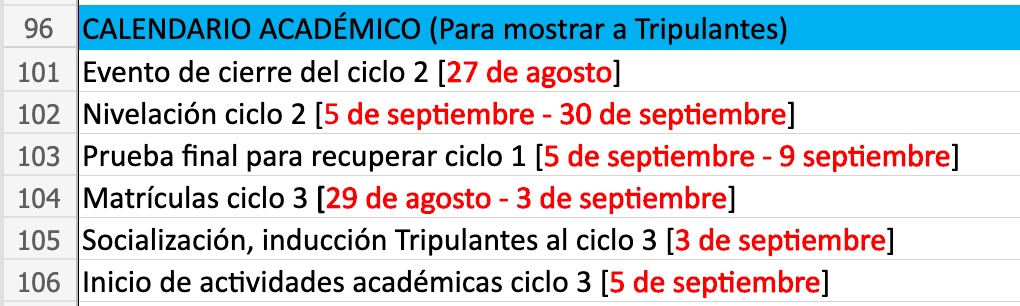 96 CALENDARIO ACADÉMICO (Para mostrar a Tripulantes)
101 Evento de cierre del ciclo 2 [27 de agosto]
102 Nivelación ciclo 2 [5 de septiembre - 30 de septiembre]
103 Prueba final para recuperar ciclo 1 [5 de septiembre - 9 septiembre]
104 Matrículas ciclo 3 [29 de agosto - 3 de septiembre]
105 Socialización, inducción Tripulantes al ciclo 3 [3 de septiembre]
106 Inicio de actividades académicas ciclo 3 [5 de septiembre]